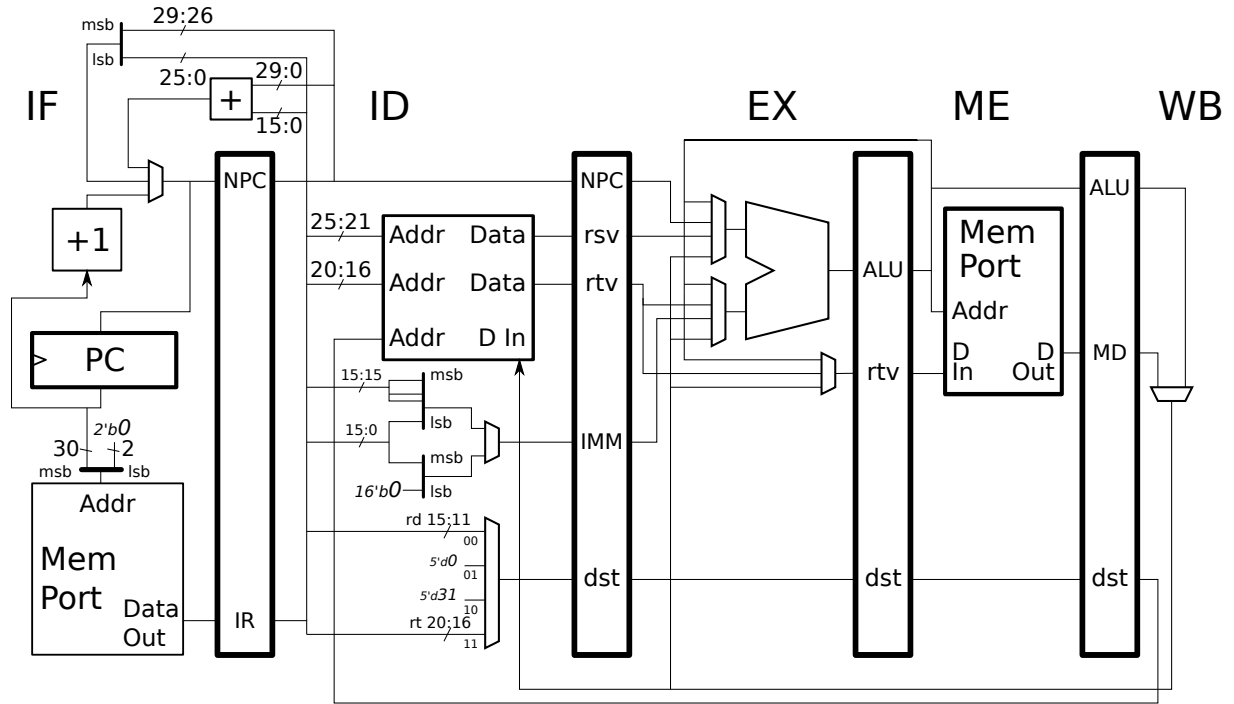 29:26
msb
lsb
25:0
29:0
+
15:0
IF
ID
EX
ME
WB
NPC
NPC
ALU
+1
25:21
Addr
Data
rsv
20:16
Addr
Data
rtv
ALU
Mem
Port
Addr
Addr
D In
D
In
D
Out
MD
PC
15:15
msb
lsb
rtv
2'b0
30
2
msb
lsb
15:0
msb
lsb
16'b0
IMM
Addr
Mem
Port
Data
Out
IR
rd 15:11
00
5'd0
01
5'd31
10
rt 20:16
11
dst
dst
dst